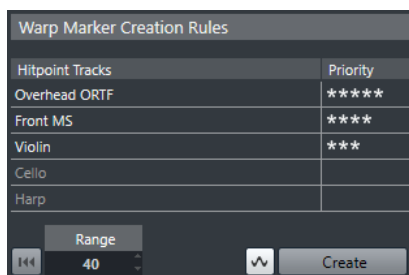 Warp Marker Creation Rules
Hitpoint Tracks Priority
Overhead ORTF *****
Front MS ****
Violin ***
Cello
Harp
Range
40 Create